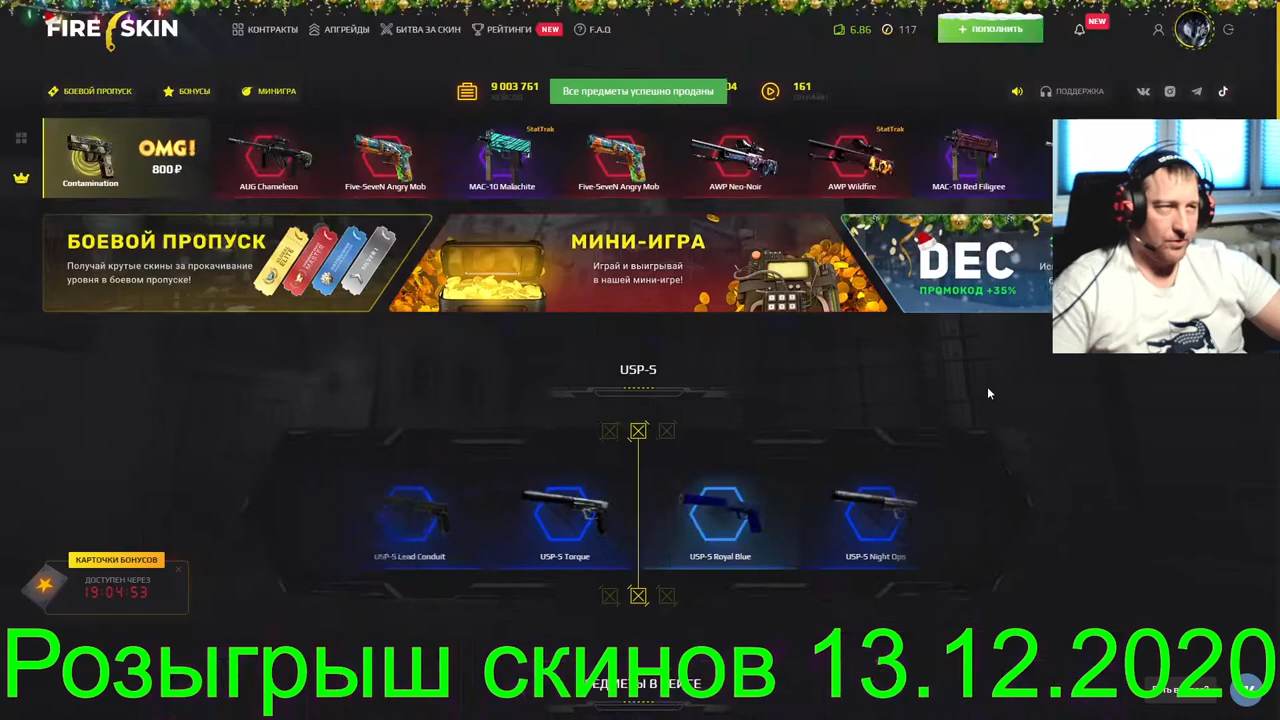 FIRE SKIN
КОНТРАКТЫ
АПГРЕЙДЫ
БИТВА ЗА СКИН
РЕЙТИНГИ NEW
F.A.Q
6.86
117
+ ПОПОЛНИТЬ
NEW
БОЕВОЙ ПРОПУСК
БОНУСЫ
МИНИГРА
9 003 761
Все предметы успешно проданы
04
161
ОНЛАЙН
ПОДДЕРЖКА
Contamination
OMG!
800 ₽
AUG Chameleon
Five-SeveN Angry Mob
StatTrak
MAC-10 Malachite
Five-SeveN Angry Mob
AWP Neo-Noir
StatTrak
AWP Wildfire
MAC-10 Red Filigree
БОЕВОЙ ПРОПУСК
Получай крутые скины за прокачивание
уровня в боевом пропуске!
МИНИ-ИГРА
Играй и выигрывай
в нашей мини-игре!
DEC
ПРОМОКОД +35%
USP-S
USP-S Lead Conduit
USP-S Torque
USP-S Royal Blue
USP-S Night Ops
КАРТОЧКИ БОНУСОВ
ДОСТУПЕН ЧЕРЕЗ
19:04:53
Розыгрыш скинов 13.12.2020